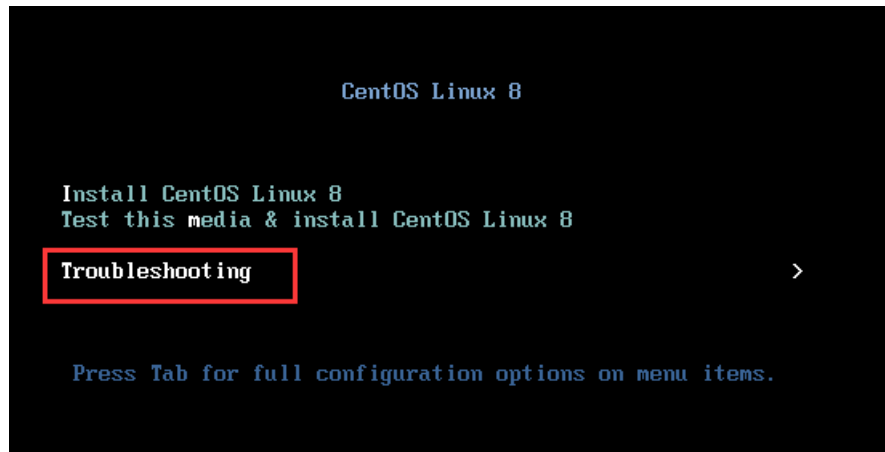 CentOS Linux 8
Install CentOS Linux 8
Test this media & install CentOS Linux 8
Troubleshooting >
Press Tab for full configuration options on menu items.